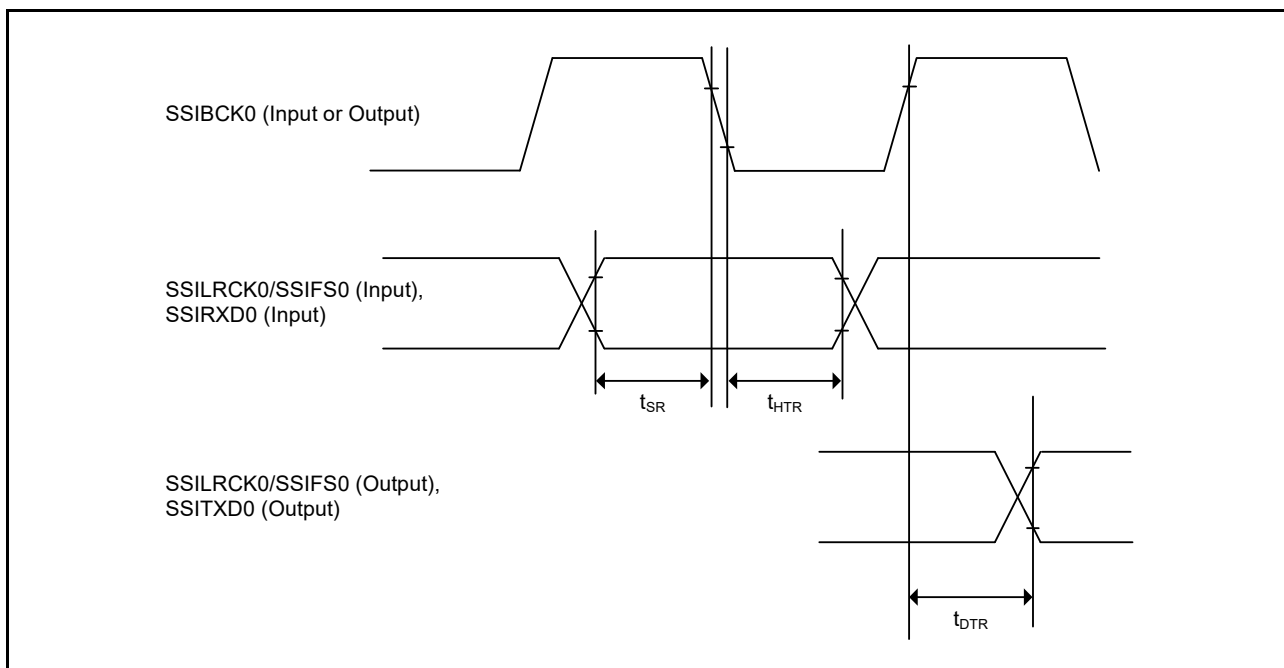 SSIBCK0 (Input or Output)
SSILRCK0/SSIFS0 (Input),
SSIRXD0 (Input)
tSR
tHTR
SSILRCK0/SSIFS0 (Output),
SSITXD0 (Output)
tDTR